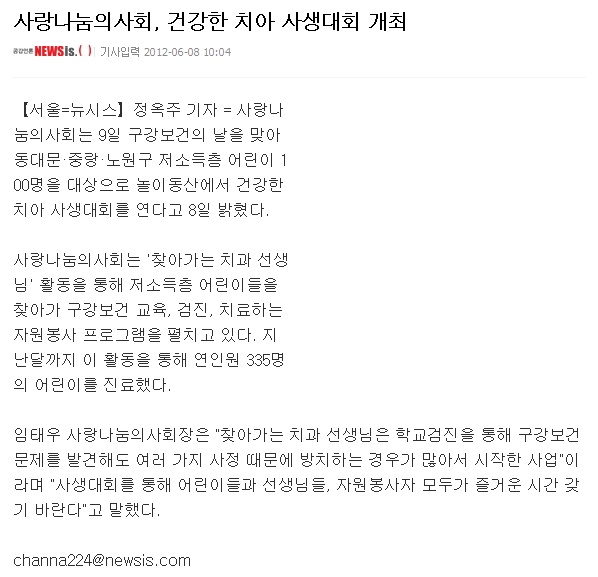 사랑나눔의사회, 건강한 치아 사생대회 개최
공감언론 NEWSis.( ) 기사입력 2012-06-08 10:04
【서울=뉴시스】정옥주 기자 = 사랑나
눔의사회는 9일 구강보건의 날을 맞아
동대문·중랑·노원구 저소득층 어린이 1
00명을 대상으로 놀이동산에서 건강한
치아 사생대회를 연다고 8일 밝혔다.
사랑나눔의사회는 '찾아가는 치과 선생
님' 활동을 통해 저소득층 어린이들을
찾아가 구강보건 교육, 검진, 치료하는
자원봉사 프로그램을 펼치고 있다. 지
난달까지 이 활동을 통해 연인원 335명
의 어린이를 진료했다.
임태우 사랑나눔의사회장은 "찾아가는 치과 선생님은 학교검진을 통해 구강보건
문제를 발견해도 여러 가지 사정 때문에 방치하는 경우가 많아서 시작한 사업"이
라며 "사생대회를 통해 어린이들과 선생님들, 자원봉사자 모두가 즐거운 시간 갖
기 바란다"고 말했다.
channa224@newsis.com